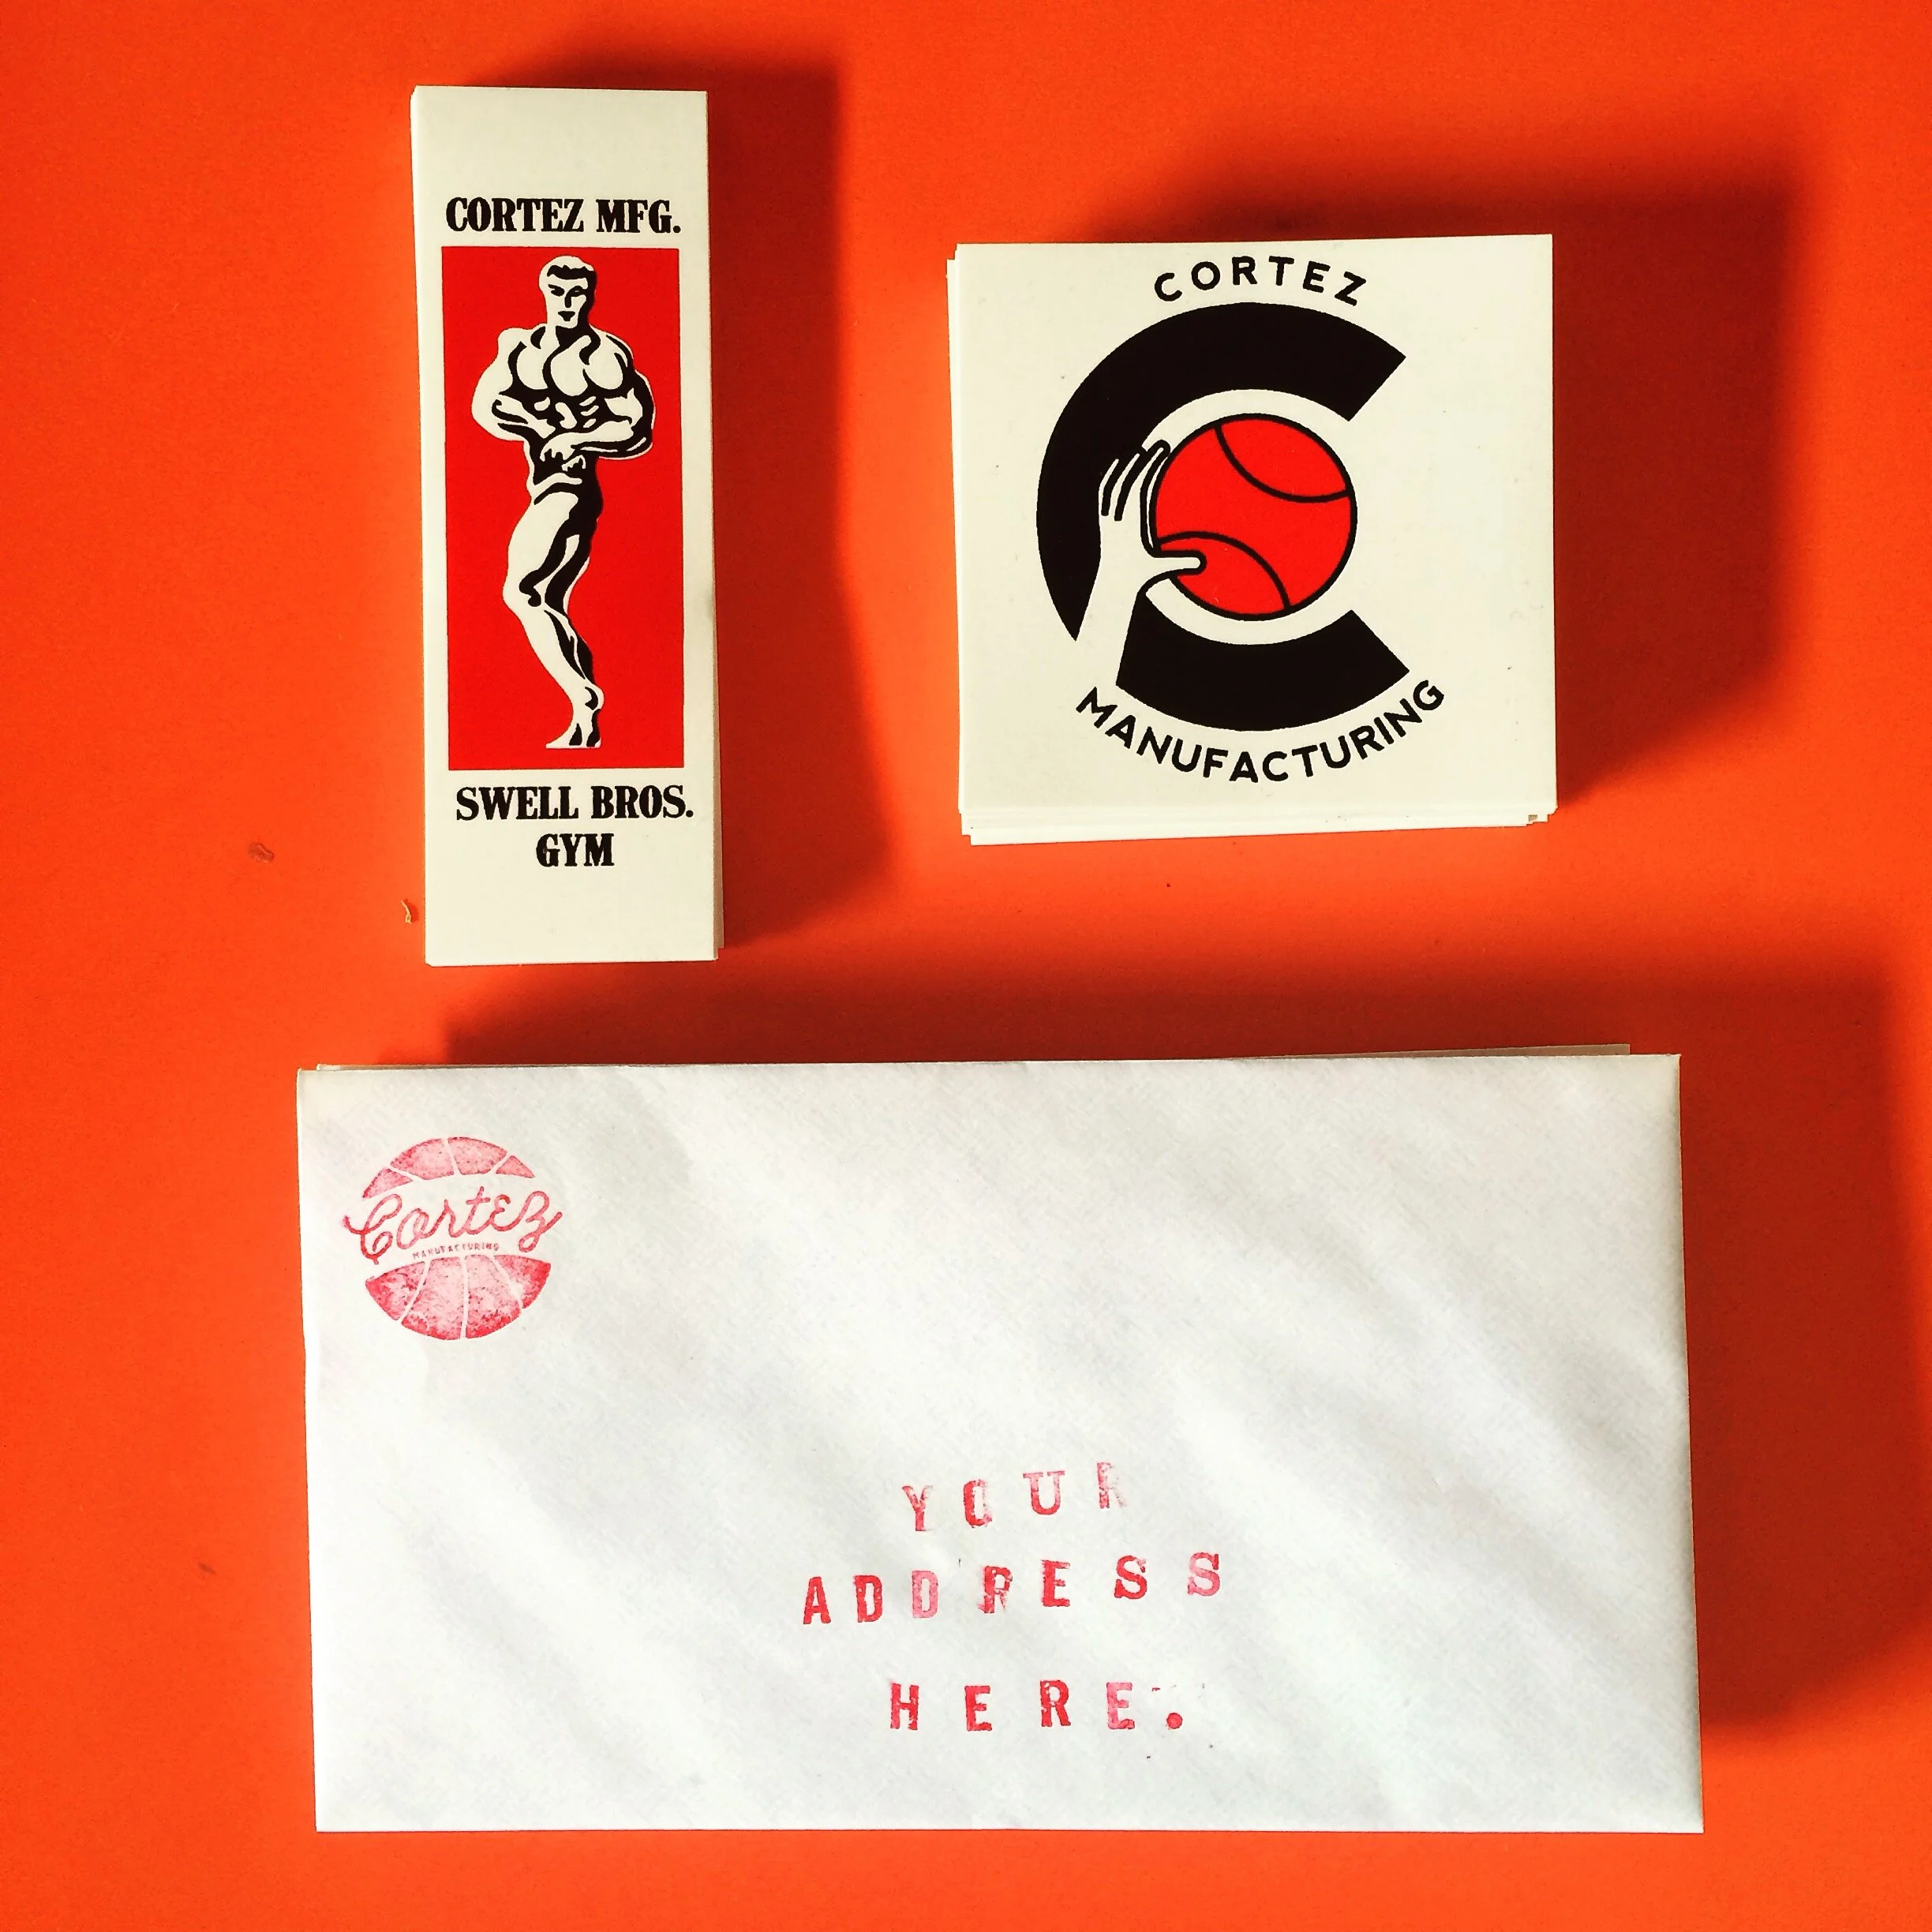 CORTEZ MFG.
SWELL BROS.
GYM
CORTEZ
MANUFACTURING
Cortez
MANUFACTURING
YOUR
ADDRESS
HERE.